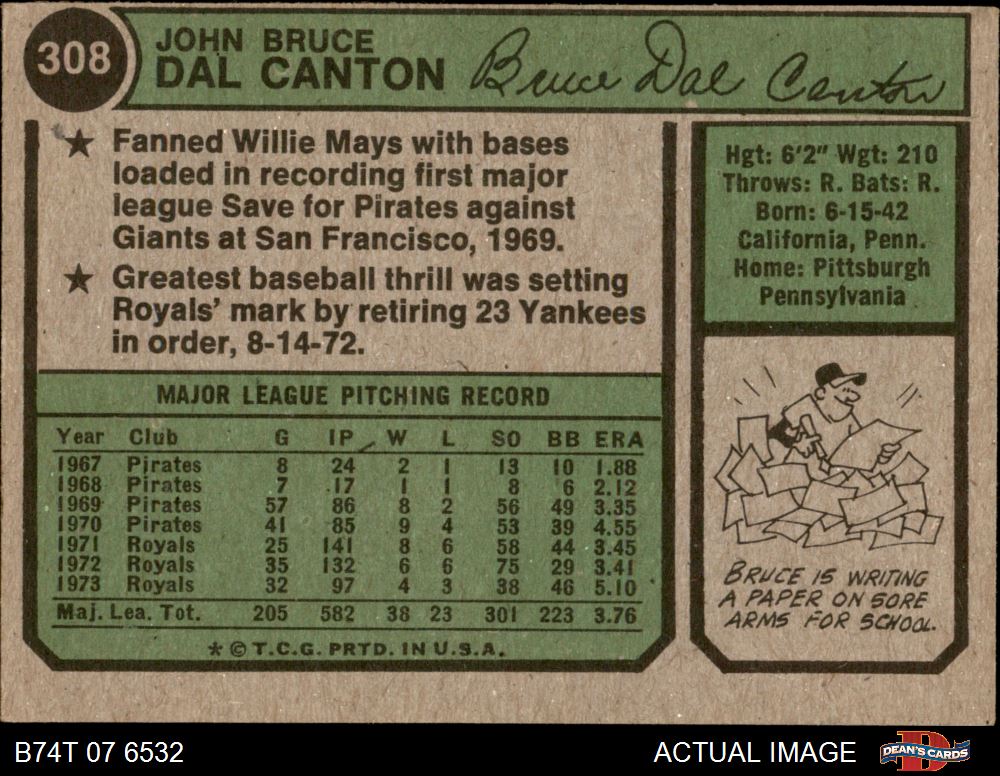 308
JOHN BRUCE
DAL CANTON
Bruce Dal Canton
★ Fanned Willie Mays with bases
loaded in recording first major
league Save for Pirates against
Giants at San Francisco, 1969.
★ Greatest baseball thrill was setting
Royals' mark by retiring 23 Yankees
in order, 8-14-72.
MAJOR LEAGUE PITCHING RECORD
Year Club G IP W L SO BB ERA
1967 Pirates 8 24 2 1 13 10 1.88
1968 Pirates 7 17 1 1 8 6 2.12
1969 Pirates 57 86 8 2 56 49 3.35
1970 Pirates 41 85 9 4 53 39 4.55
1971 Royals 25 141 8 6 58 44 3.45
1972 Royals 35 132 6 6 75 29 3.41
1973 Royals 32 97 4 3 38 46 5.10
Maj. Lea. Tot. 205 582 38 23 301 223 3.76
★ © T.C.G. PRTD. IN U.S.A.
Hgt: 6'2" Wgt: 210
Throws: R. Bats: R.
Born: 6-15-42
California, Penn.
Home: Pittsburgh
Pennsylvania
BRUCE IS WRITING
A PAPER ON SORE
ARMS FOR SCHOOL.
B74T 07 6532
ACTUAL IMAGE
DEAN'S CARDS